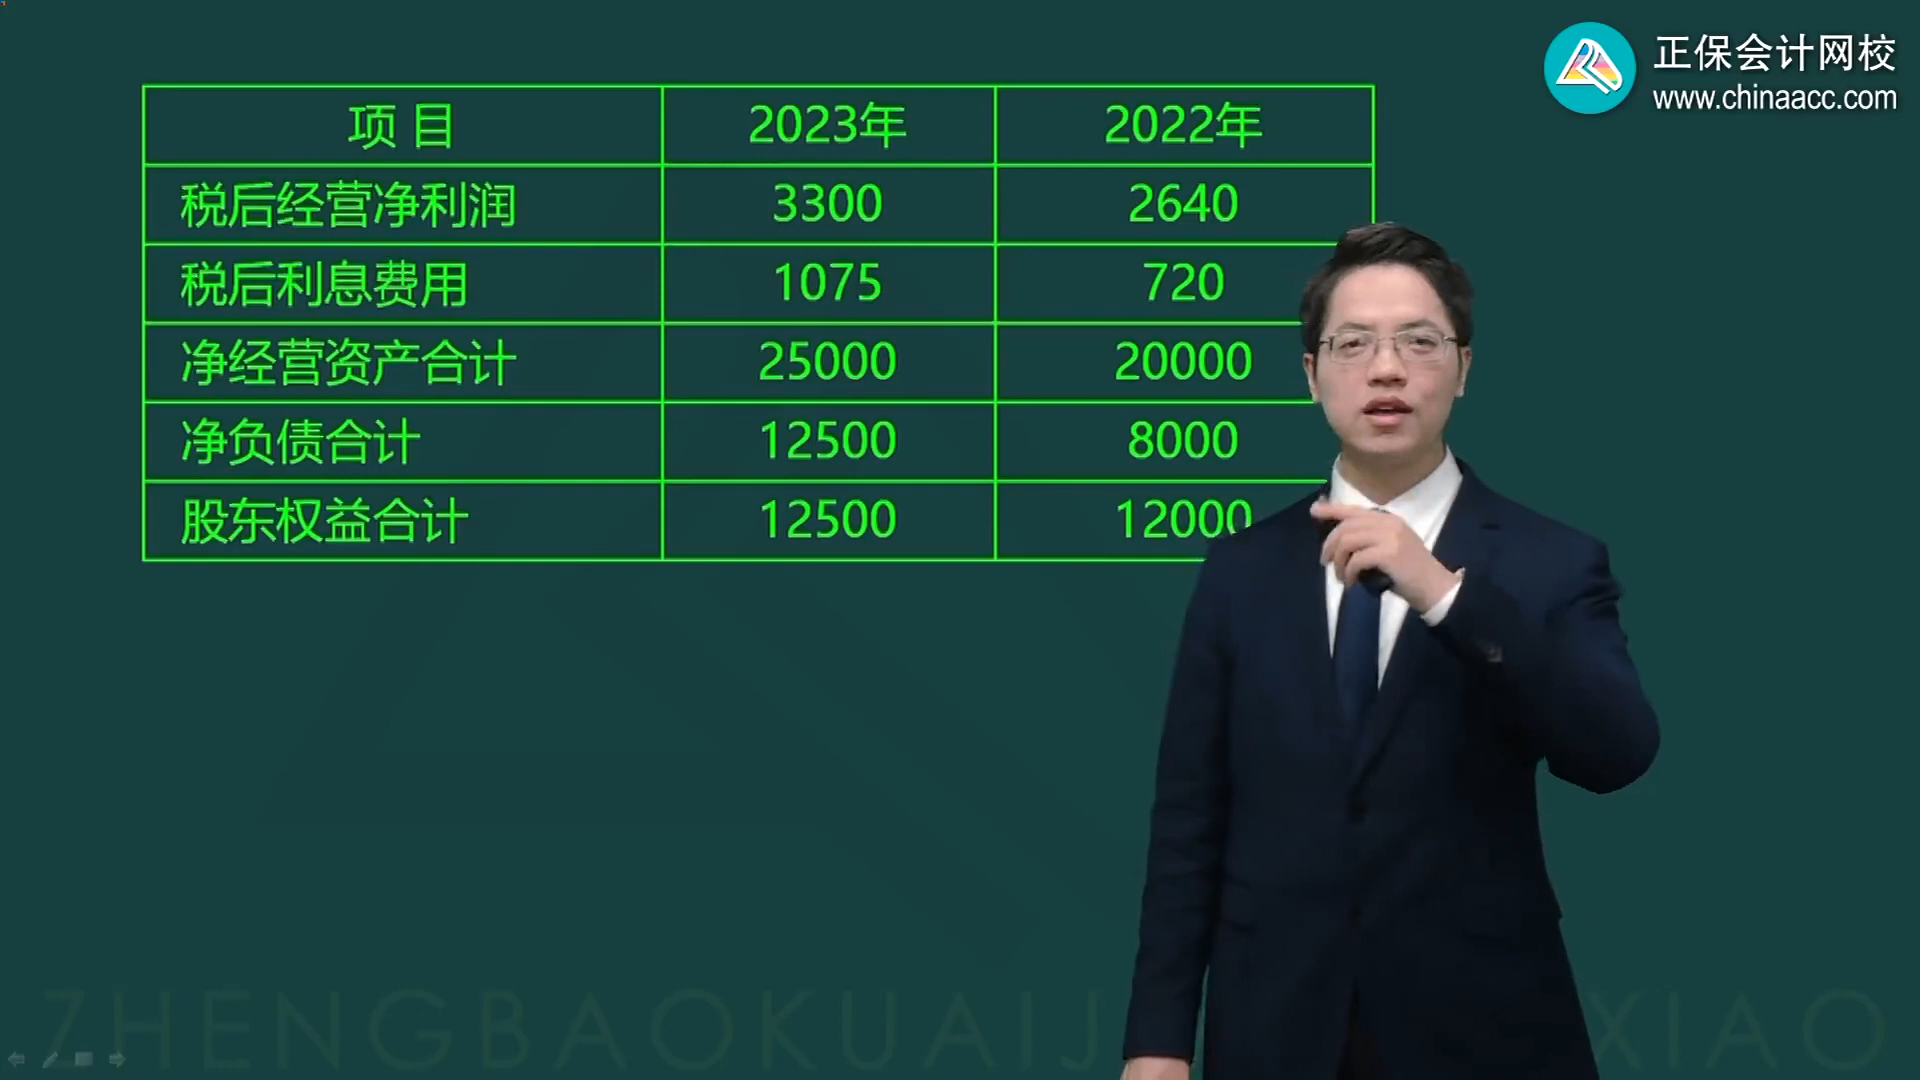 正保会计网校
www.chinaacc.com
项 目 2023年 2022年
税后经营净利润 3300 2640
税后利息费用 1075 720
净经营资产合计 25000 20000
净负债合计 12500 8000
股东权益合计 12500 12000
ZHENGBAOKUAIJ XIAO